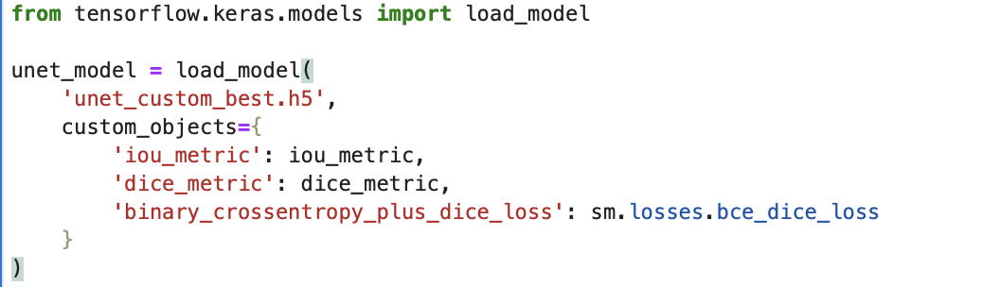 from tensorflow.keras.models import load_model
unet_model = load_model(
    'unet_custom_best.h5',
    custom_objects={
        'iou_metric': iou_metric,
        'dice_metric': dice_metric,
        'binary_crossentropy_plus_dice_loss': sm.losses.bce_dice_loss
    }
)